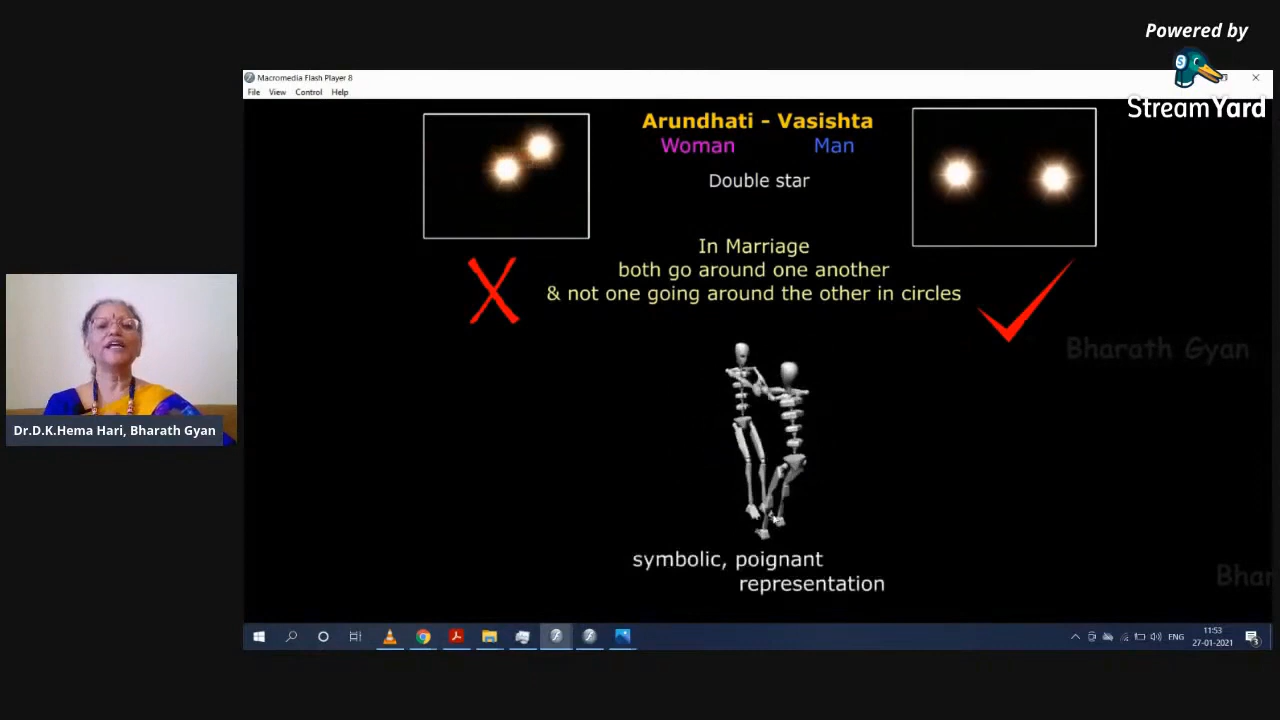 Powered by
StreamYard
Macromedia Flash Player 8
File View Control Help
Arundhati - Vasishta
Woman Man
Double star
In Marriage
both go around one another
& not one going around the other in circles
Bharath Gyan
Dr.D.K.Hema Hari, Bharath Gyan
symbolic, poignant
representation
Bhar
ENG
11:53
27-01-2021